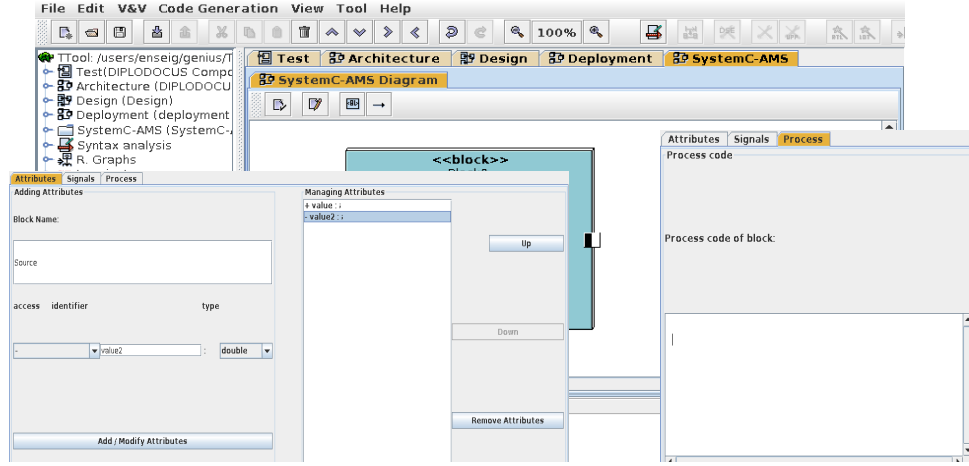 File Edit V&V Code Generation View Tool Help
100%
TTool: /users/enseig/genius/T
Test(DIPLODOCUS Compo
Architecture (DIPLODOCU
Design (Design)
Deployment (deployment
SystemC-AMS (SystemC-
Syntax analysis
R. Graphs
Test Architecture Design Deployment SystemC-AMS
SystemC-AMS Diagram
<<block>>
Attributes Signals Process
Adding Attributes
Block Name:
Source
access identifier type
- value2 : double
Add / Modify Attributes
Managing Attributes
+ value : ;
- value2 : ;
Up
Down
Remove Attributes
Attributes Signals Process
Process code
Process code of block: